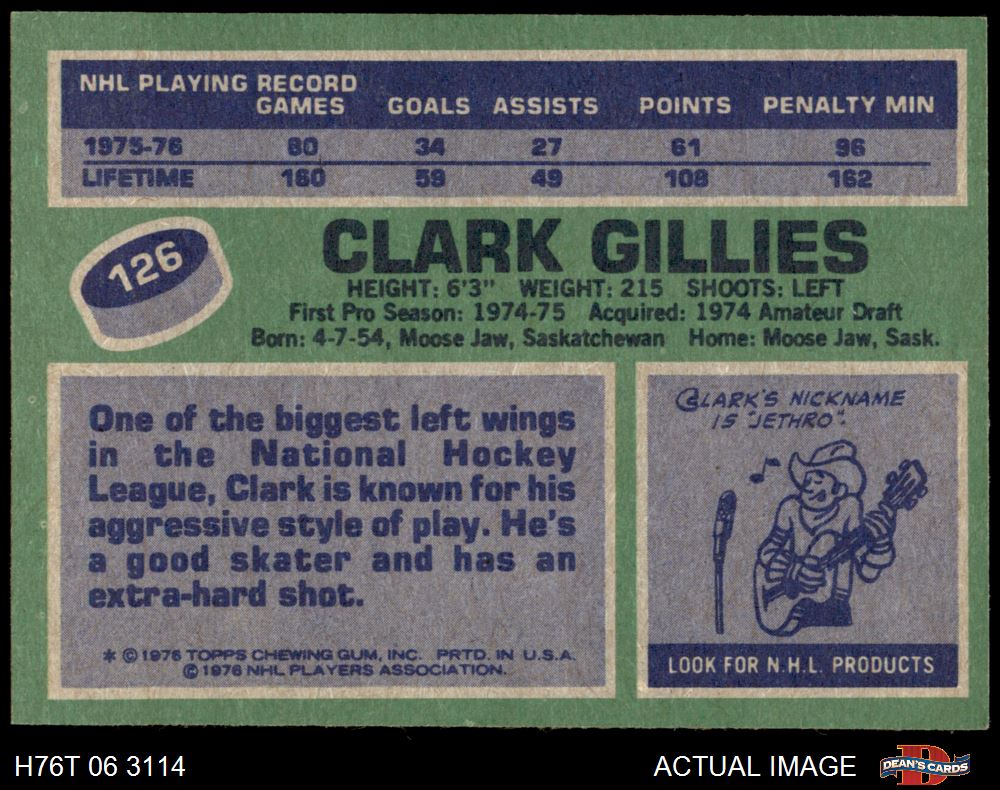 NHL PLAYING RECORD
GAMES GOALS ASSISTS POINTS PENALTY MIN
1975-76 80 34 27 61 96
LIFETIME 160 59 49 108 162
126
CLARK GILLIES
HEIGHT: 6'3" WEIGHT: 215 SHOOTS: LEFT
First Pro Season: 1974-75 Acquired: 1974 Amateur Draft
Born: 4-7-54, Moose Jaw, Saskatchewan Home: Moose Jaw, Sask.
One of the biggest left wings
in the National Hockey
League, Clark is known for his
aggressive style of play. He's
a good skater and has an
extra-hard shot.
* © 1976 TOPPS CHEWING GUM, INC. PRTD. IN U.S.A.
© 1976 NHL PLAYERS ASSOCIATION.
CLARK'S NICKNAME
IS "JETHRO".
LOOK FOR N.H.L. PRODUCTS
H76T 06 3114
ACTUAL IMAGE
D
DEAN'S CARDS